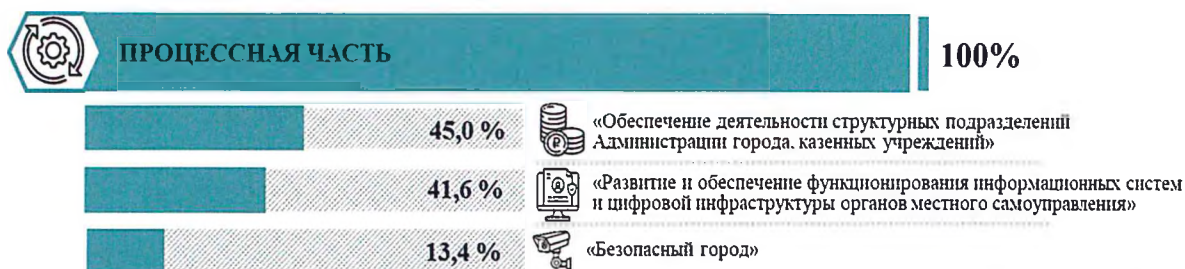 ПРОЦЕССНАЯ ЧАСТЬ
100%
45,0 %
«Обеспечение деятельности структурных подразделений
Администрации города, казенных учреждений»
41,6 %
«Развитие и обеспечение функционирования информационных систем
и цифровой инфраструктуры органов местного самоуправления»
13,4 %
«Безопасный город»